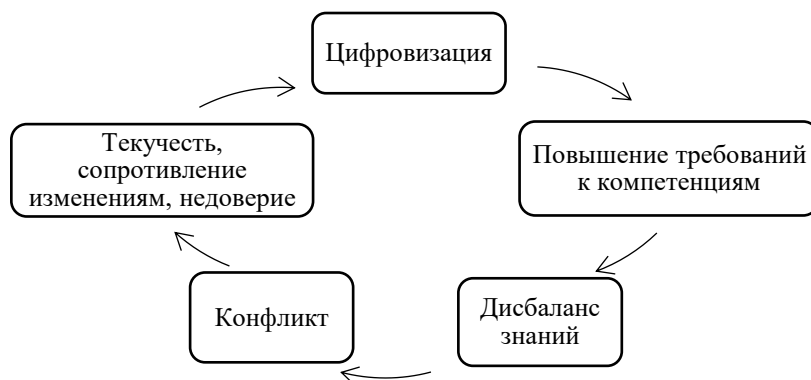 Цифровизация
Повышение требований
к компетенциям
Дисбаланс
знаний
Конфликт
Текучесть,
сопротивление
изменениям, недоверие